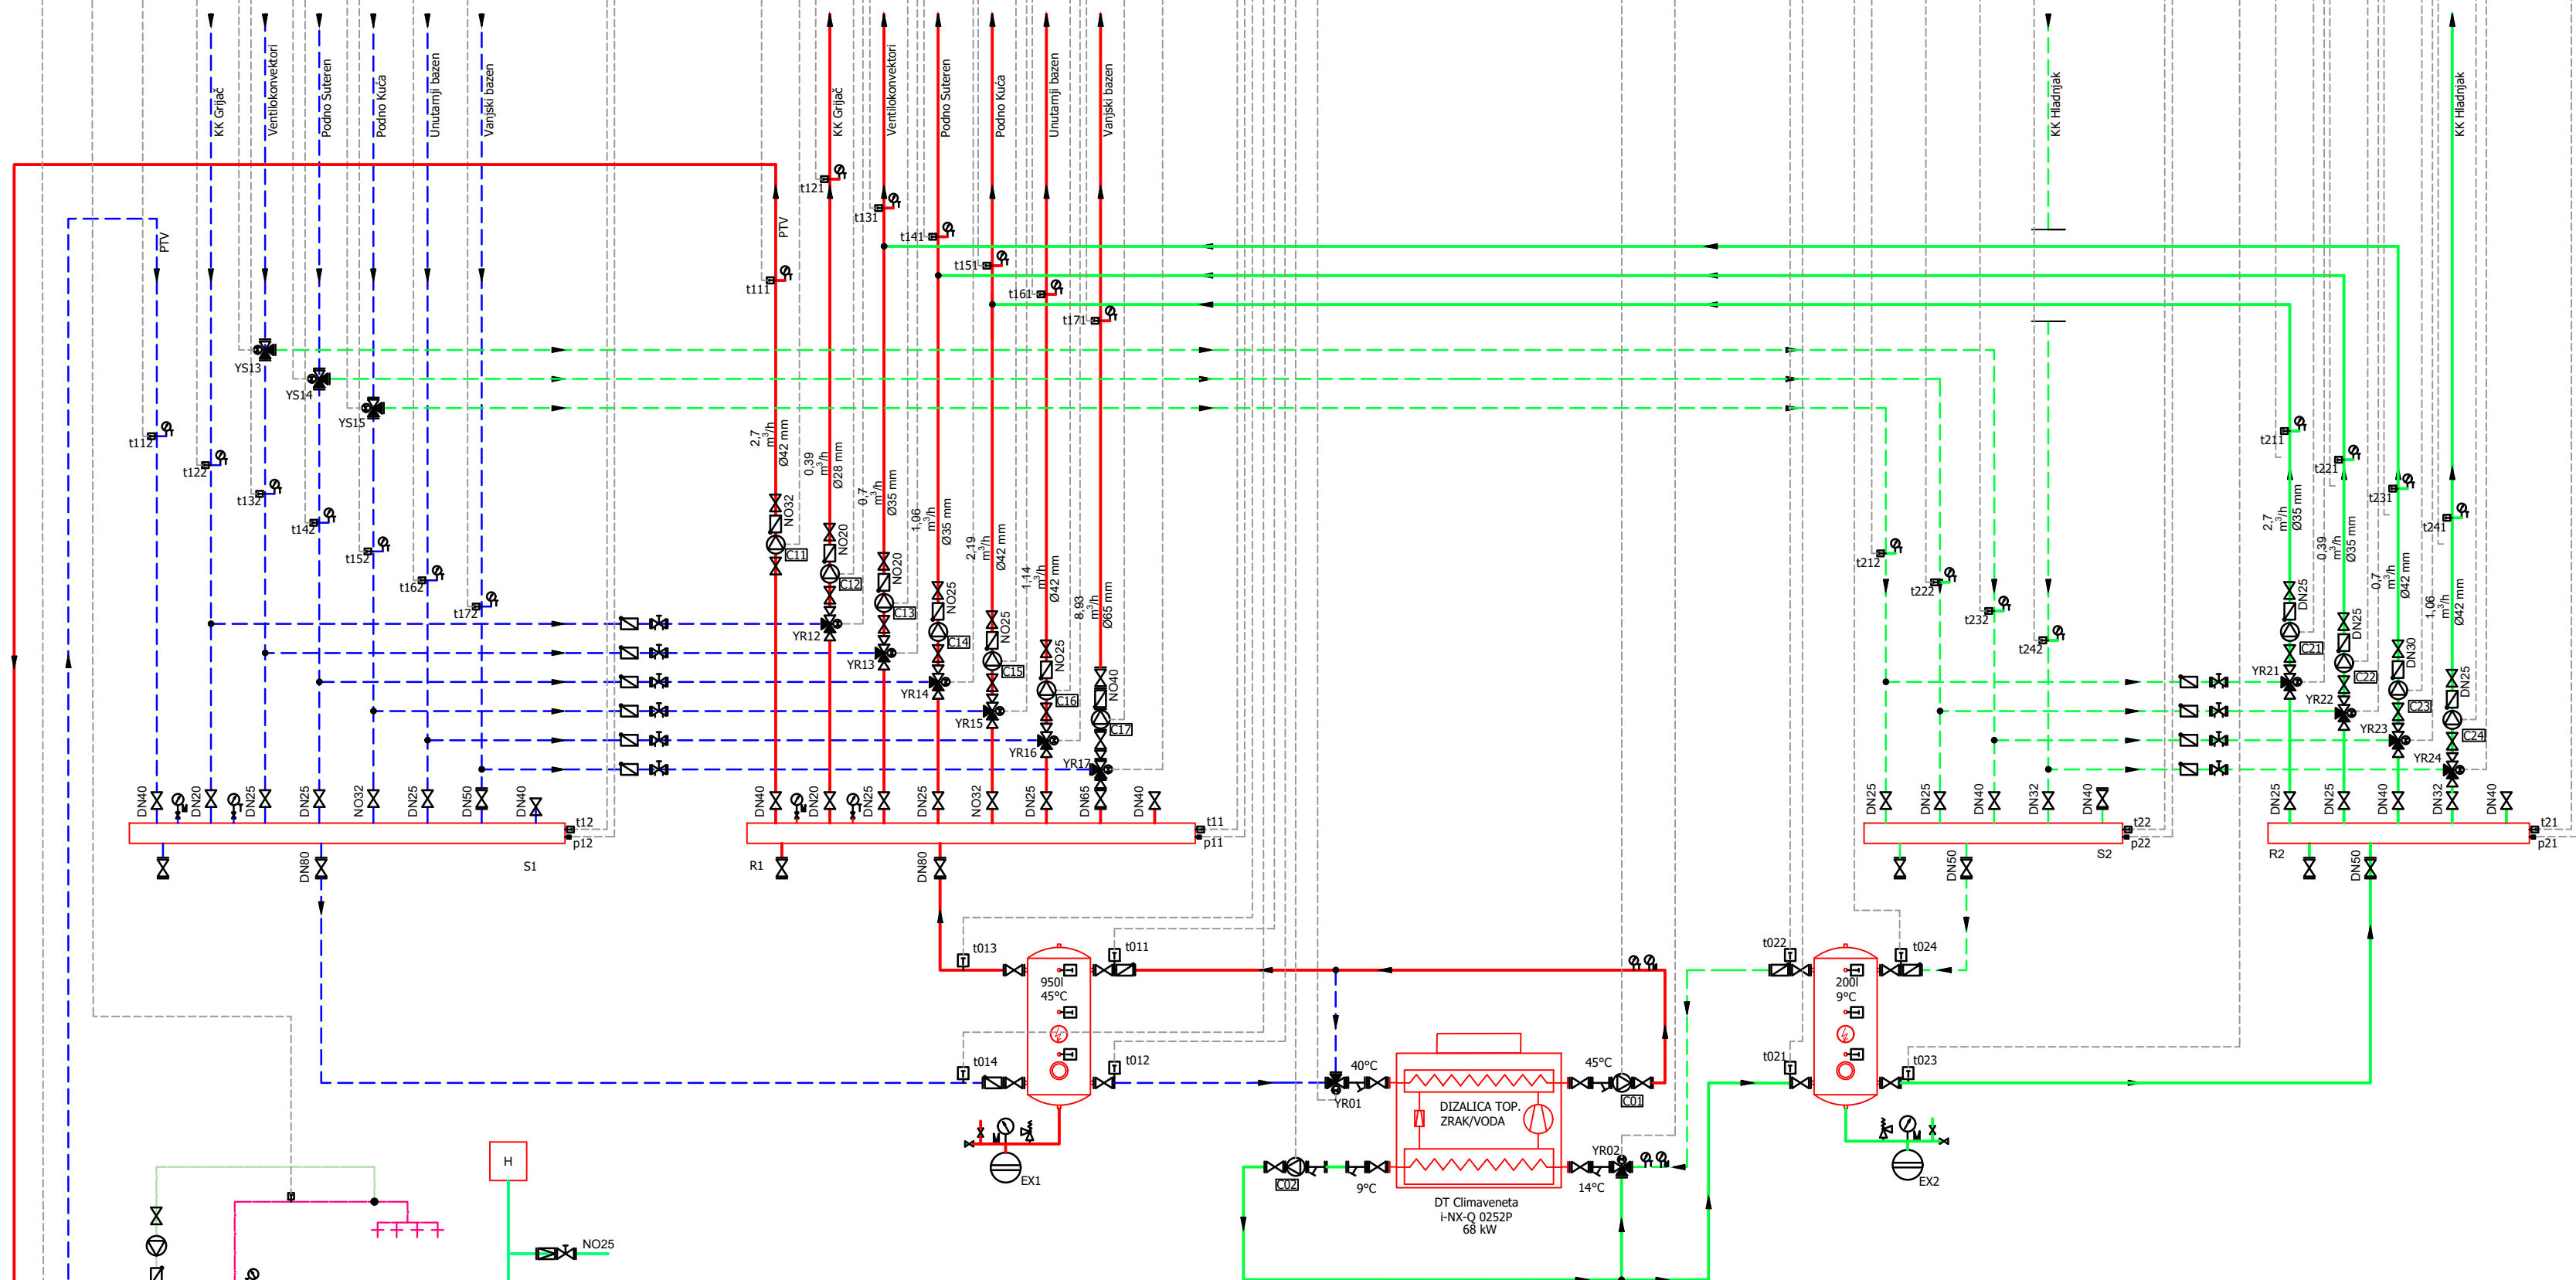 KK Grijač
Ventilokonvektori
Podno Suteren
Podno Kuća
Unutarnji bazen
Vanjski bazen
KK Grijač
Ventilokonvektori
Podno Suteren
Podno Kuća
Unutarnji bazen
Vanjski bazen
KK Hladnjak
KK Hladnjak
PTV
PTV
t121
t131
t141
t151
t161
t171
t111
YS13
YS14
YS15
t112
t122
t132
t142
t152
t162
t172
2,7
m³/h
Ø42 mm
0,39
m³/h
Ø28 mm
0,7
m³/h
Ø35 mm
1,06
m³/h
Ø35 mm
2,19
m³/h
Ø42 mm
1,14
m³/h
Ø42 mm
8,93
m³/h
Ø65 mm
NO32
NO20
NO20
NO25
NO25
NO25
NO40
C11
C12
C13
C14
C15
C16
C17
YR12
YR13
YR14
YR15
YR16
YR17
t211
t221
t231
t241
t212
t222
t232
t242
2,7
m³/h
Ø35 mm
0,39
m³/h
Ø35 mm
0,7
m³/h
Ø42 mm
1,06
m³/h
Ø42 mm
DN25
DN25
DN30
DN25
C21
C22
C23
C24
YR21
YR22
YR23
YR24
DN40
DN20
DN25
DN25
NO32
DN25
DN50
DN40
DN40
DN20
DN25
DN25
NO32
DN25
DN65
DN40
DN25
DN25
DN40
DN32
DN40
DN25
DN25
DN40
DN32
DN40
t12
p12
t11
p11
t22
p22
t21
p21
DN80
S1
R1
DN80
DN50
S2
R2
DN50
t013
t011
t022
t024
950l
45°C
200l
9°C
t014
t012
t021
t023
40°C
45°C
YR01
C01
DIZALICA TOP.
ZRAK/VODA
YR02
M
M
H
EX1
C02
9°C
14°C
EX2
DT Climaveneta
i-NX-Q 0252P
68 kW
NO25